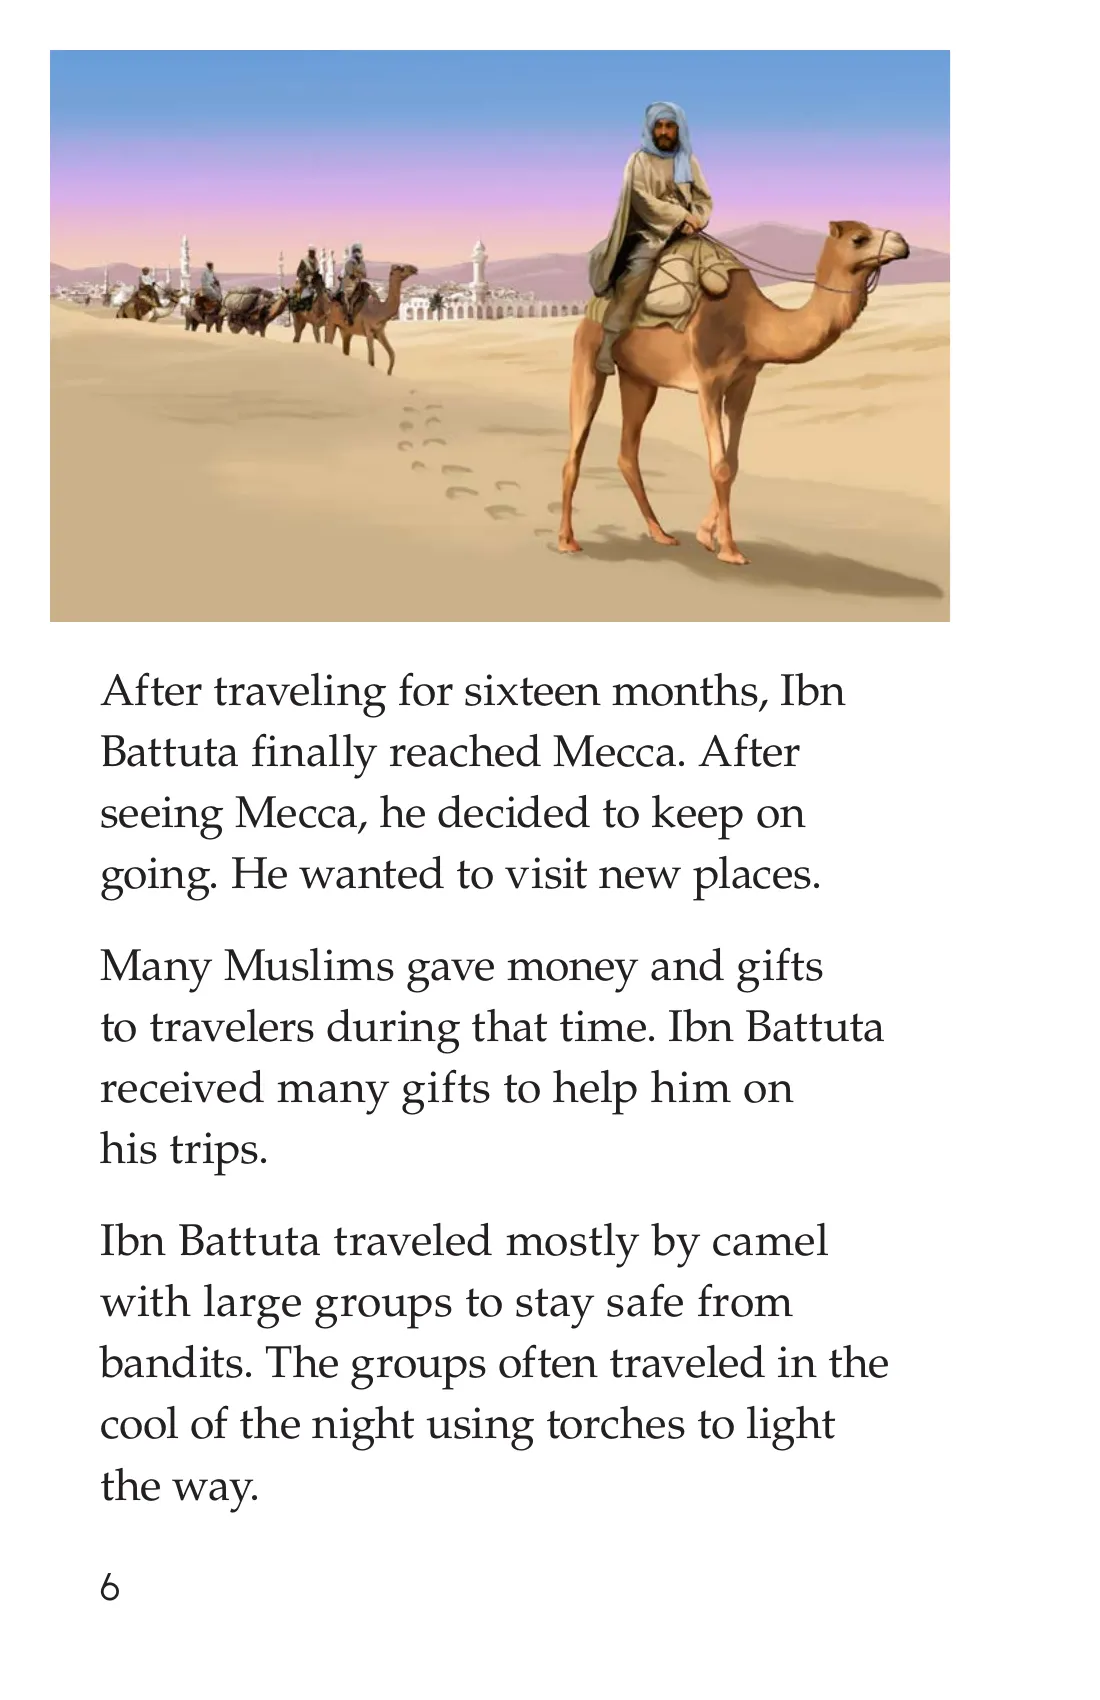 After traveling for sixteen months, Ibn
Battuta finally reached Mecca. After
seeing Mecca, he decided to keep on
going. He wanted to visit new places.
Many Muslims gave money and gifts
to travelers during that time. Ibn Battuta
received many gifts to help him on
his trips.
Ibn Battuta traveled mostly by camel
with large groups to stay safe from
bandits. The groups often traveled in the
cool of the night using torches to light
the way.
6